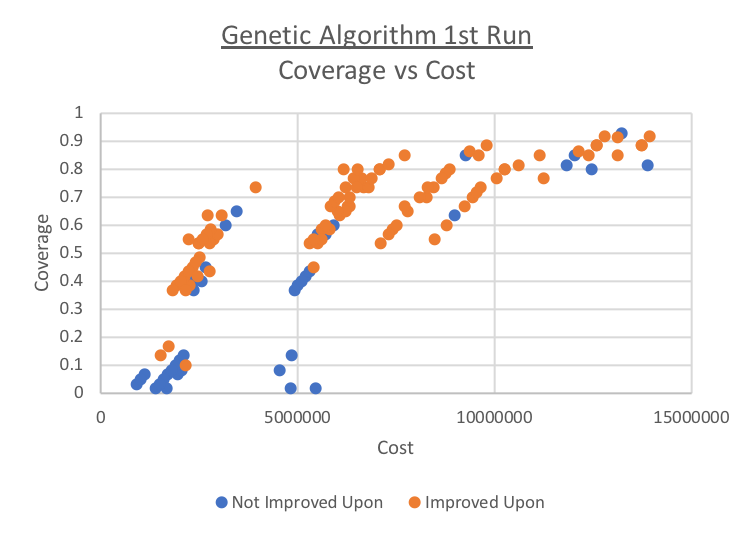 Genetic Algorithm 1st Run
Coverage vs Cost
1
0.9
0.8
0.7
0.6
0.5
0.4
0.3
0.2
0.1
0
Coverage
0 5000000 10000000 15000000
Cost
Not Improved Upon Improved Upon